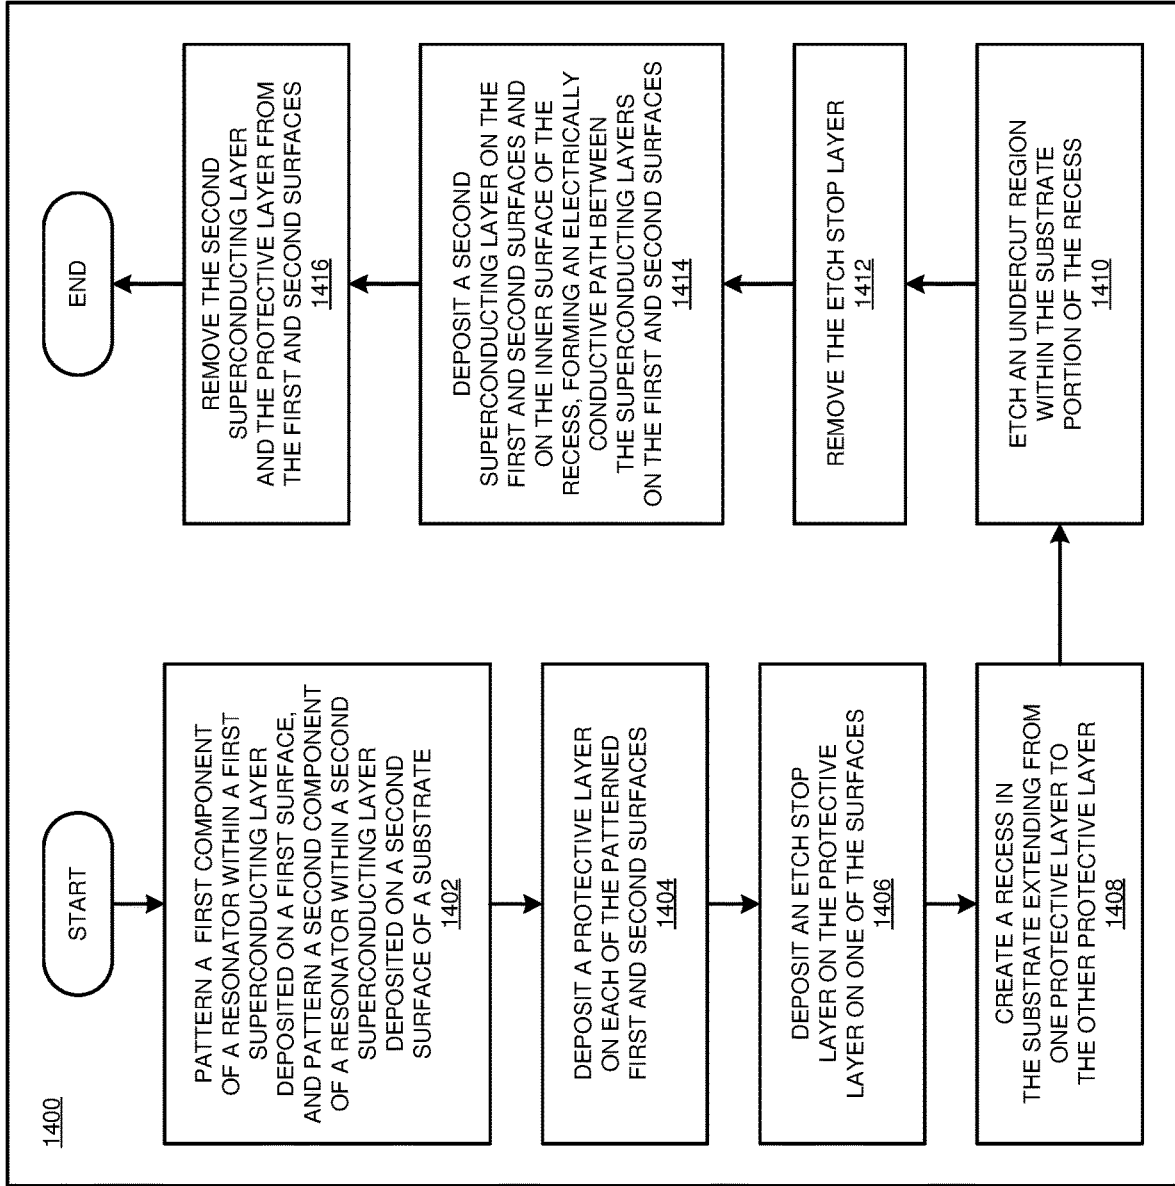 1400
START
PATTERN A FIRST COMPONENT
OF A RESONATOR WITHIN A FIRST
SUPERCONDUCTING LAYER
DEPOSITED ON A FIRST SURFACE,
AND PATTERN A SECOND COMPONENT
OF A RESONATOR WITHIN A SECOND
SUPERCONDUCTING LAYER
DEPOSITED ON A SECOND
SURFACE OF A SUBSTRATE
1402
DEPOSIT A PROTECTIVE LAYER
ON EACH OF THE PATTERNED
FIRST AND SECOND SURFACES
1404
DEPOSIT AN ETCH STOP
LAYER ON THE PROTECTIVE
LAYER ON ONE OF THE SURFACES
1406
CREATE A RECESS IN
THE SUBSTRATE EXTENDING FROM
ONE PROTECTIVE LAYER TO
THE OTHER PROTECTIVE LAYER
1408
ETCH AN UNDERCUT REGION
WITHIN THE SUBSTRATE
PORTION OF THE RECESS
1410
REMOVE THE ETCH STOP LAYER
1412
DEPOSIT A SECOND
SUPERCONDUCTING LAYER ON THE
FIRST AND SECOND SURFACES AND
ON THE INNER SURFACE OF THE
RECESS, FORMING AN ELECTRICALLY
CONDUCTIVE PATH BETWEEN
THE SUPERCONDUCTING LAYERS
ON THE FIRST AND SECOND SURFACES
1414
REMOVE THE SECOND
SUPERCONDUCTING LAYER
AND THE PROTECTIVE LAYER FROM
THE FIRST AND SECOND SURFACES
1416
END